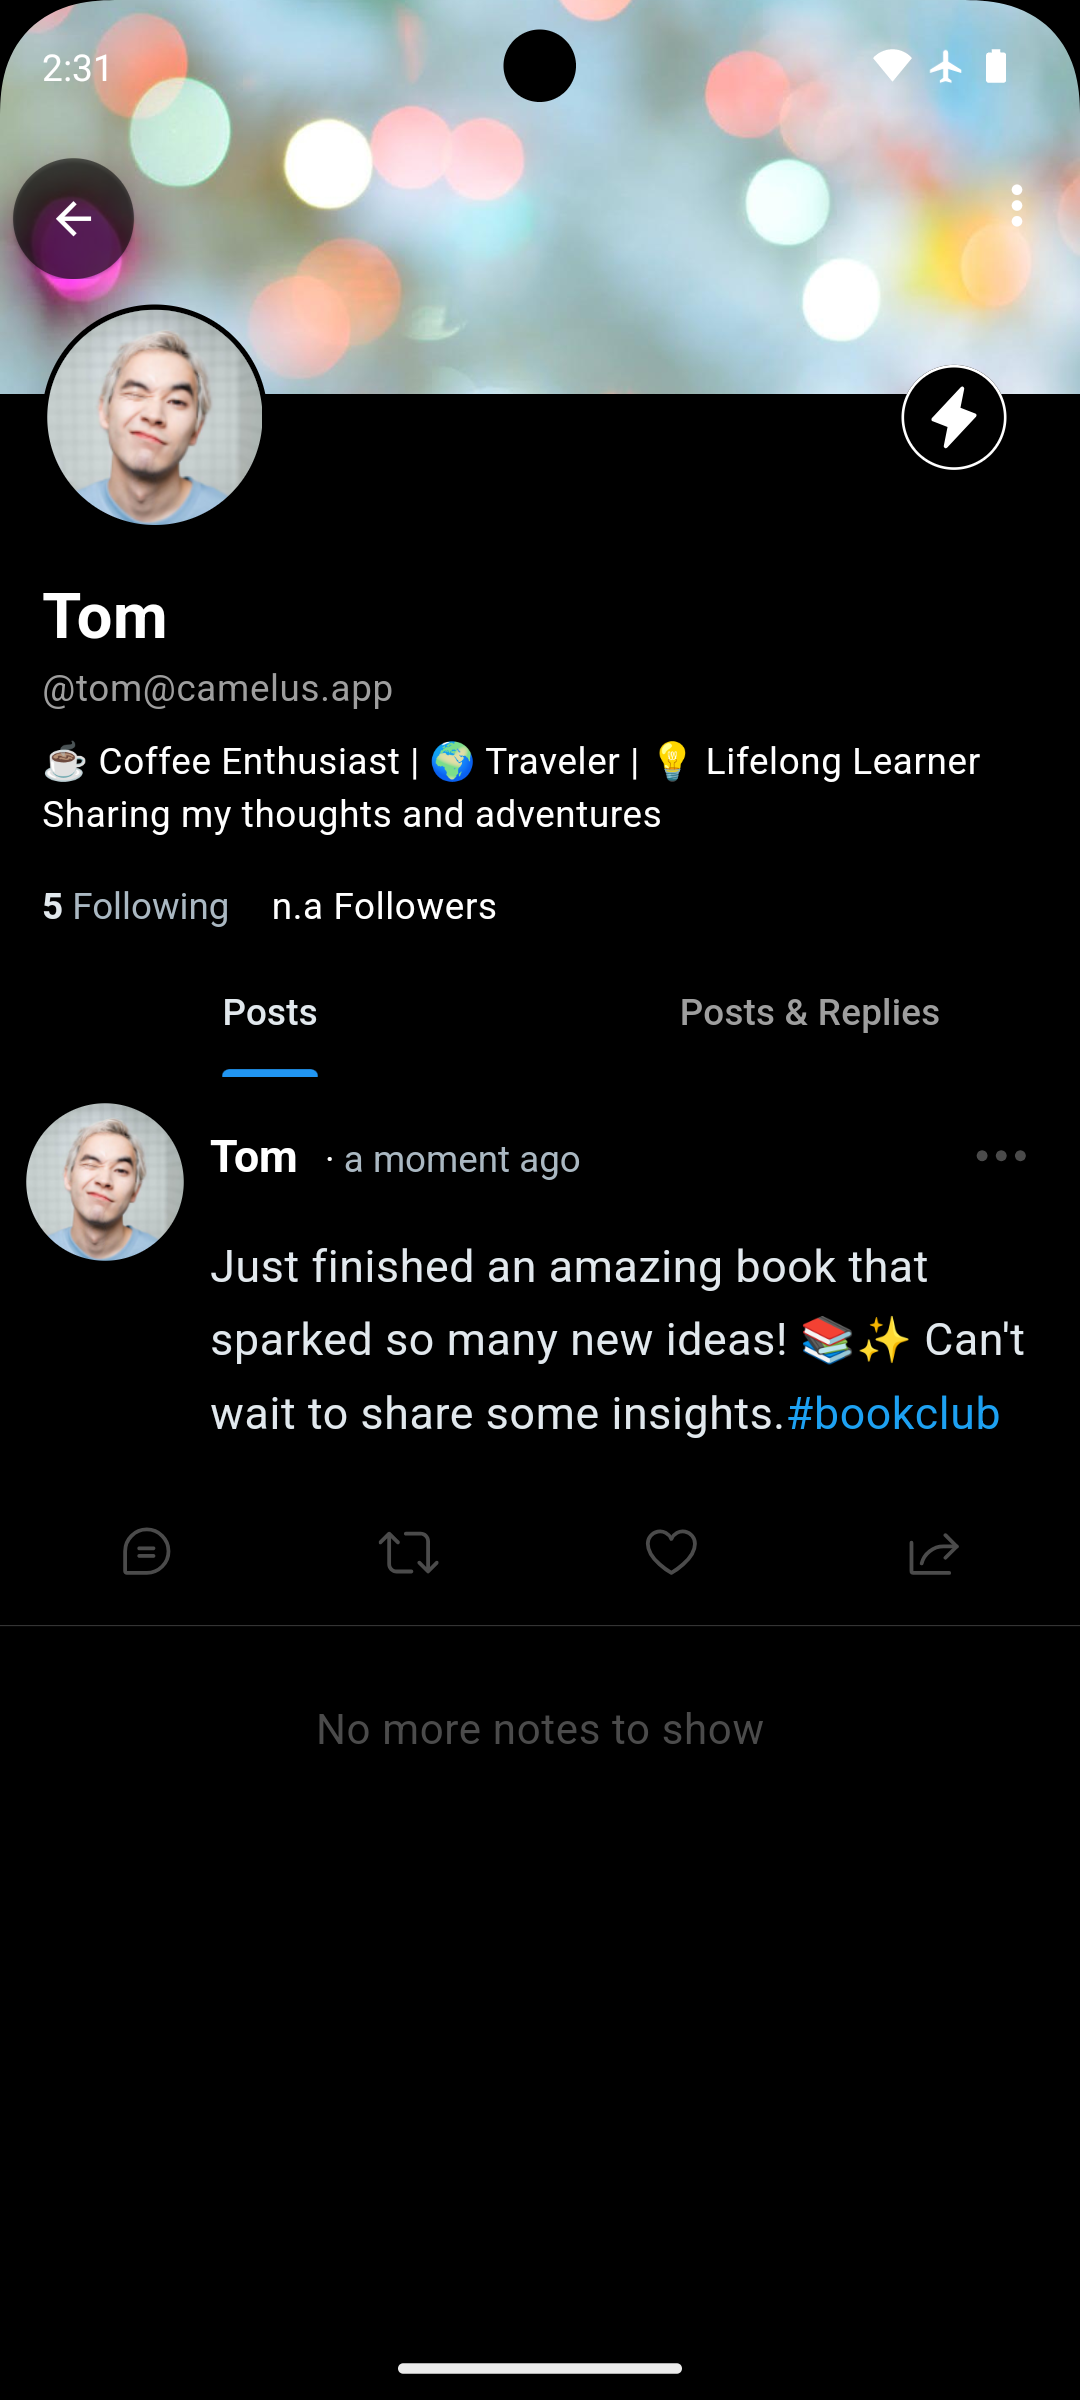 2:31
Tom
@tom@camelus.app
☕ Coffee Enthusiast | 🌍 Traveler | 💡 Lifelong Learner
Sharing my thoughts and adventures
5 Following n.a Followers
Posts Posts & Replies
Tom · a moment ago
Just finished an amazing book that
sparked so many new ideas! 📚✨ Can't
wait to share some insights.#bookclub
No more notes to show